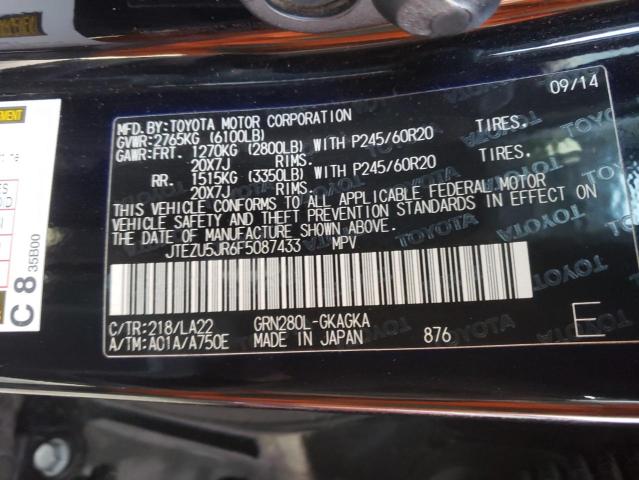 09/14
MFD. BY: TOYOTA MOTOR CORPORATION
GVWR: 2765KG (6100LB)
GAWR: FRT. 1270KG (2800LB) WITH P245/60R20 TIRES.
20X7J RIMS.
RR. 1515KG (3350LB) WITH P245/60R20 TIRES.
20X7J RIMS.
THIS VEHICLE CONFORMS TO ALL APPLICABLE FEDERAL MOTOR
VEHICLE SAFETY AND THEFT PREVENTION STANDARDS IN EFFECT ON
THE DATE OF MANUFACTURE SHOWN ABOVE.
JTEZU5JR6F5087433 MPV
C/TR: 218/LA22 GRN280L-GKAGKA
A/TM: A01A/A750E MADE IN JAPAN 876 E
C 8
35B00